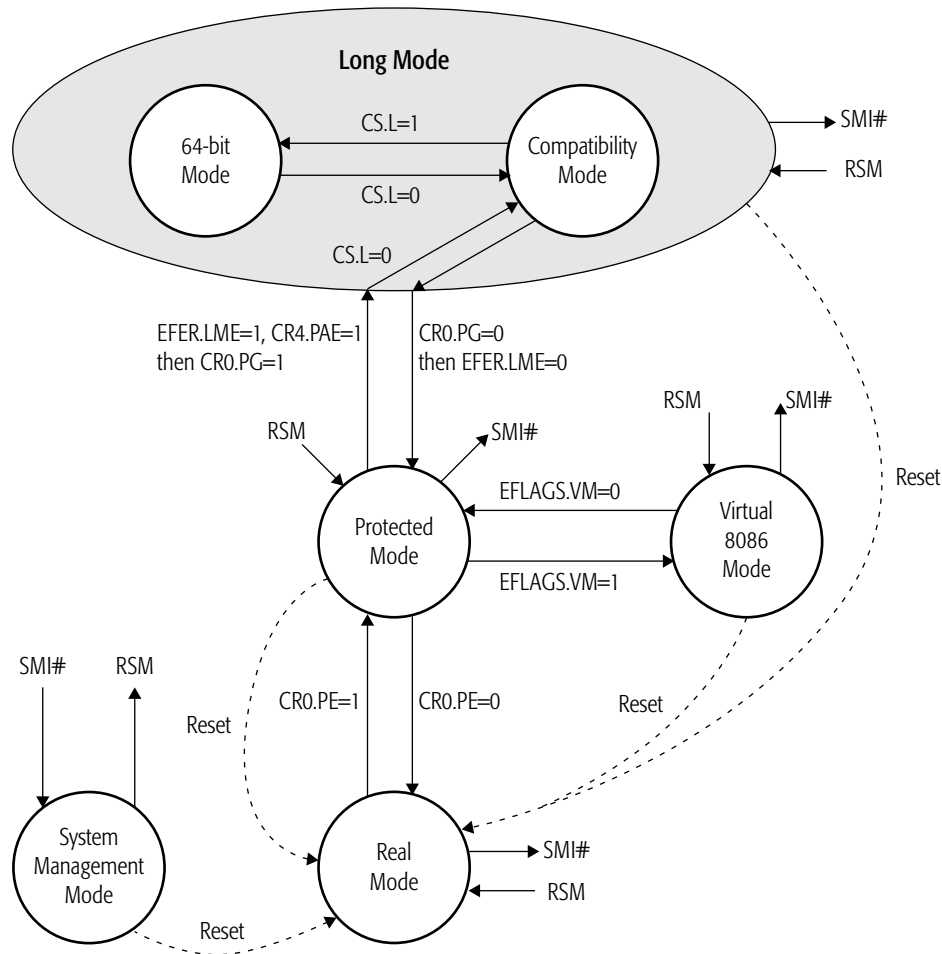 Long Mode
64-bit
Mode
CS.L=1
Compatibility
Mode
CS.L=0
SMI#
RSM
CS.L=0
EFER.LME=1, CR4.PAE=1
then CR0.PG=1
CR0.PG=0
then EFER.LME=0
RSM
SMI#
RSM
SMI#
Reset
Protected
Mode
EFLAGS.VM=0
EFLAGS.VM=1
Virtual
8086
Mode
SMI#
RSM
Reset
CR0.PE=1
CR0.PE=0
Reset
System
Management
Mode
Real
Mode
SMI#
RSM
Reset